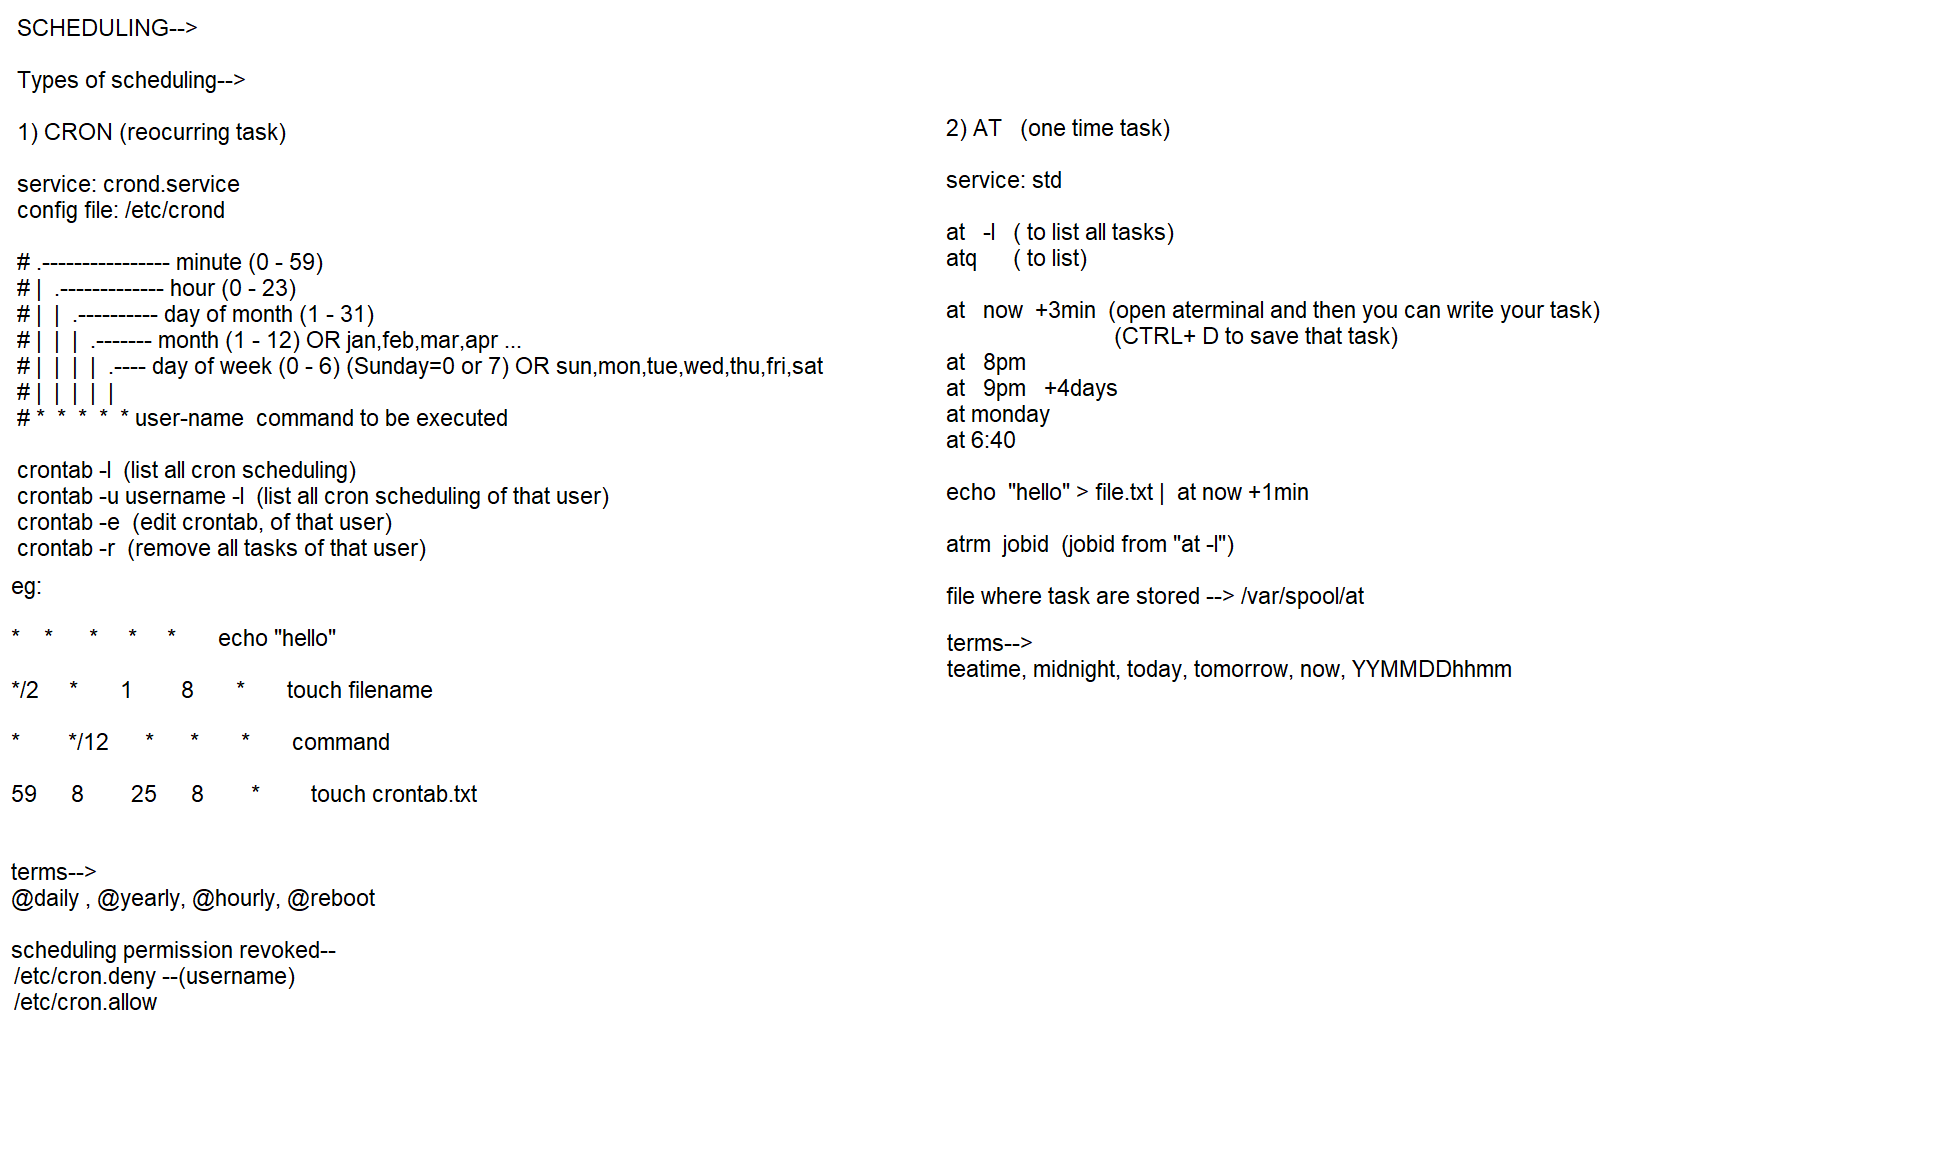 SCHEDULING-->
Types of scheduling-->
1) CRON (reocurring task)
service: crond.service
config file: /etc/crond
# .---------------- minute (0 - 59)
# | .------------- hour (0 - 23)
# | | .---------- day of month (1 - 31)
# | | | .------- month (1 - 12) OR jan,feb,mar,apr ...
# | | | | .---- day of week (0 - 6) (Sunday=0 or 7) OR sun,mon,tue,wed,thu,fri,sat
# | | | | |
# * * * * * user-name command to be executed
crontab -l (list all cron scheduling)
crontab -u username -l (list all cron scheduling of that user)
crontab -e (edit crontab, of that user)
crontab -r (remove all tasks of that user)
eg:
* * * * * echo "hello"
*/2 * 1 8 * touch filename
* */12 * * * command
59 8 25 8 * touch crontab.txt
terms-->
@daily , @yearly, @hourly, @reboot
scheduling permission revoked--
/etc/cron.deny --(username)
/etc/cron.allow
2) AT (one time task)
service: std
at -l ( to list all tasks)
atq ( to list)
at now +3min (open aterminal and then you can write your task)
(CTRL+ D to save that task)
at 8pm
at 9pm +4days
at monday
at 6:40
echo "hello" > file.txt | at now +1min
atrm jobid (jobid from "at -l")
file where task are stored --> /var/spool/at
terms-->
teatime, midnight, today, tomorrow, now, YYMMDDhhmm